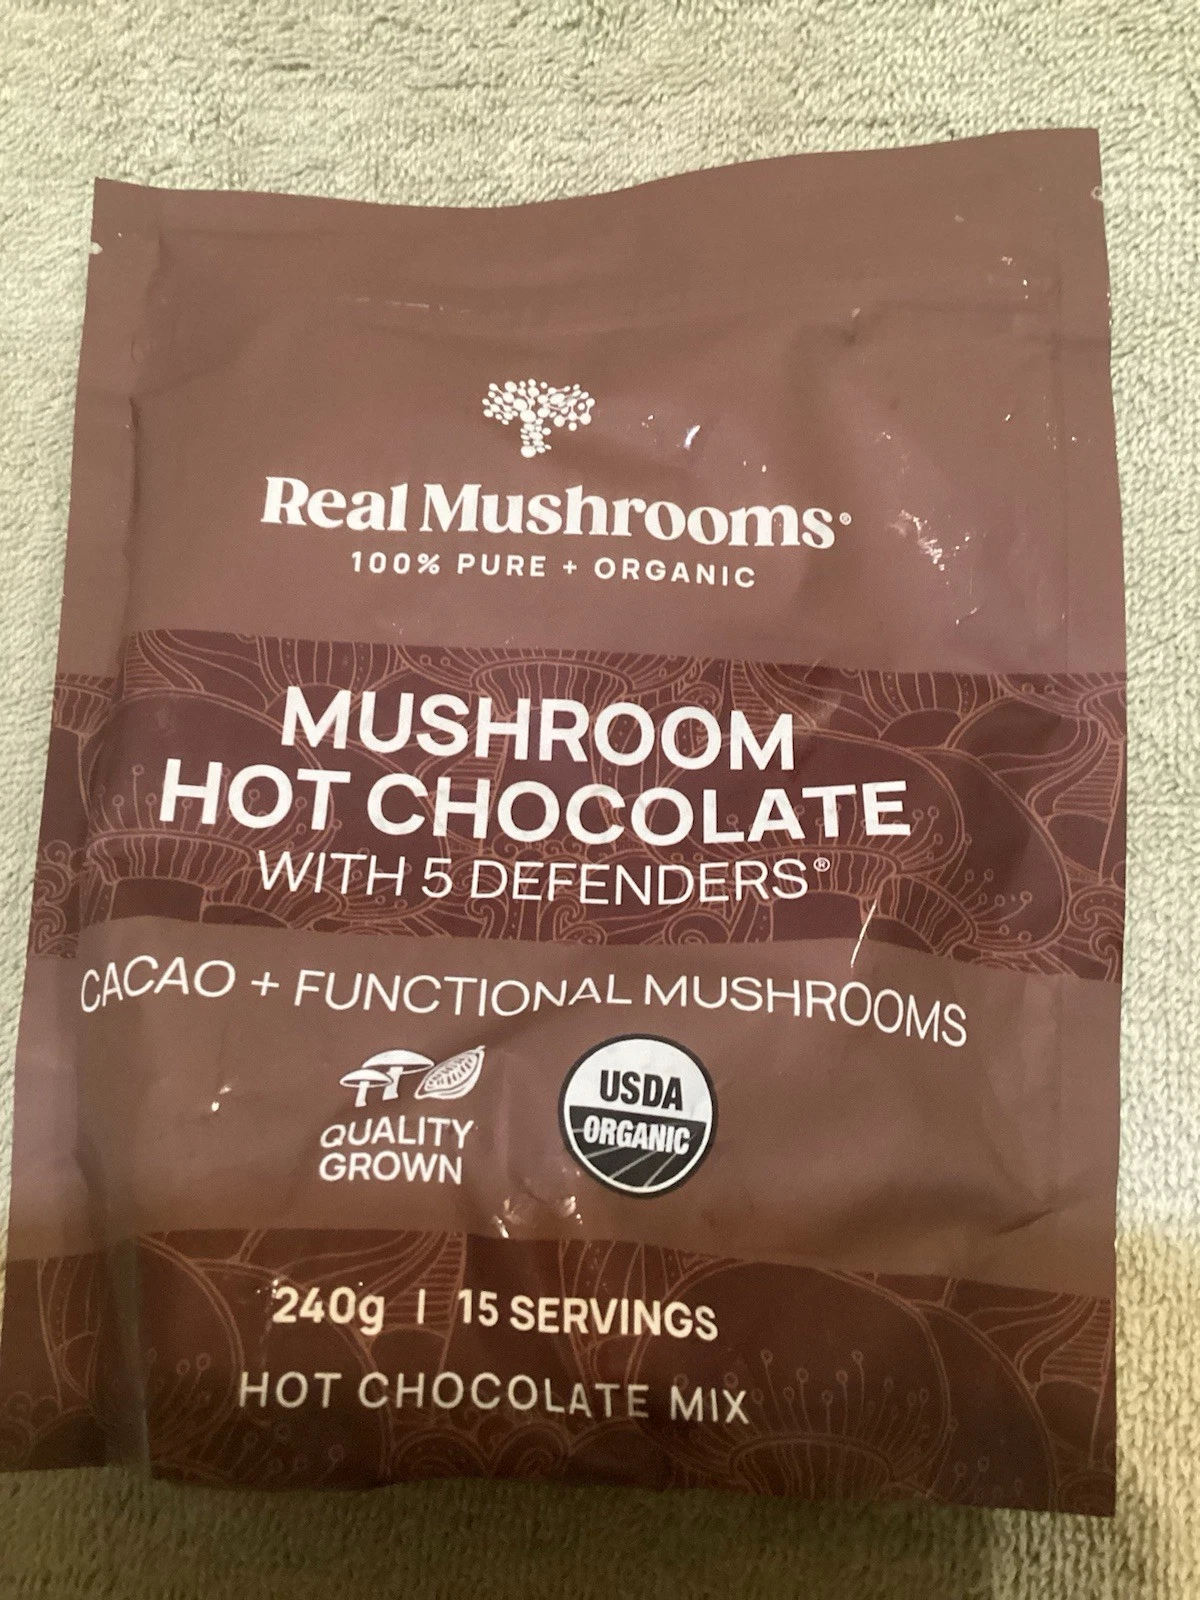 Real Mushrooms®
100% PURE + ORGANIC
MUSHROOM
HOT CHOCOLATE
WITH 5 DEFENDERS®
CACAO + FUNCTIONAL MUSHROOMS
QUALITY
GROWN
USDA
ORGANIC
240g | 15 SERVINGS
HOT CHOCOLATE MIX